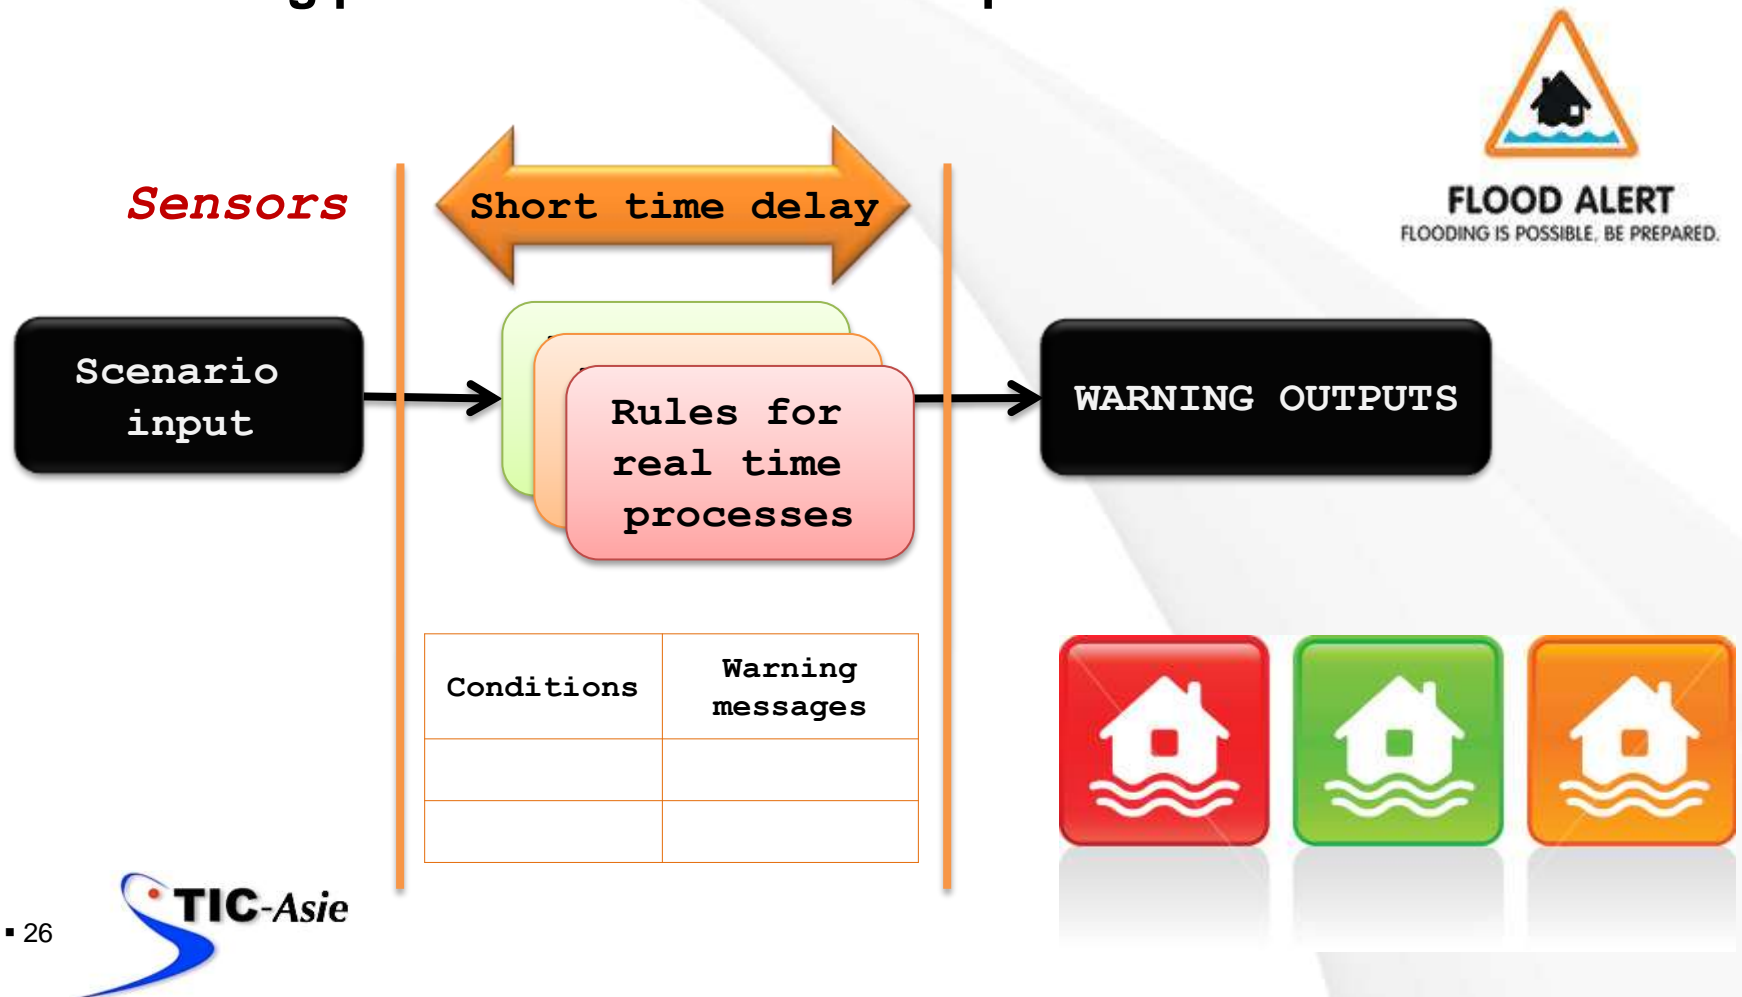 Sensors
Short time delay
FLOOD ALERT
FLOODING IS POSSIBLE, BE PREPARED.
Scenario
input
Rules for
real time
processes
WARNING OUTPUTS
Conditions
Warning
messages
STIC-Asie
▪ 26